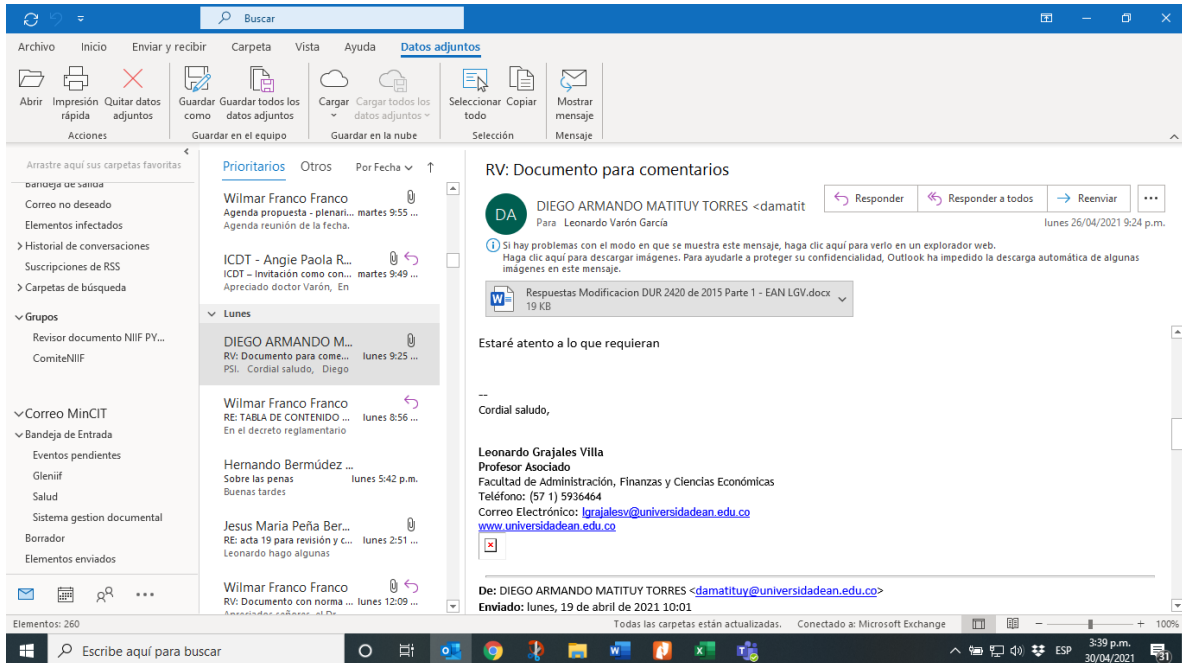 Buscar
Archivo Inicio Enviar y recibir Carpeta Vista Ayuda Datos adjuntos
Abrir Impresión rápida Quitar datos adjuntos Guardar como Guardar todos los datos adjuntos Cargar Cargar todos los datos adjuntos Seleccionar todo Copiar Mostrar mensaje
Acciones Guardar en el equipo Guardar en la nube Selección Mensaje
Arrastre aquí sus carpetas favoritas
Bandeja de salida
Correo no deseado
Elementos infectados
Historial de conversaciones
Suscripciones de RSS
Carpetas de búsqueda
Grupos
Revisor documento NIIF PY...
ComiteNIIF
Correo MinCIT
Bandeja de Entrada
Eventos pendientes
Gleniif
Salud
Sistema gestion documental
Borrador
Elementos enviados
Prioritarios Otros Por Fecha
Wilmar Franco Franco
Agenda propuesta - plenari... martes 9:55 ...
Agenda reunión de la fecha.
ICDT - Angie Paola R...
ICDT – Invitación como con... martes 9:49 ...
Apreciado doctor Varón, En
Lunes
DIEGO ARMANDO M...
RV: Documento para come... lunes 9:25 ...
PSI. Cordial saludo, Diego
Wilmar Franco Franco
RE: TABLA DE CONTENIDO ... lunes 8:56 ...
En el decreto reglamentario
Hernando Bermúdez ...
Sobre las penas lunes 5:42 p.m.
Buenas tardes
Jesus Maria Peña Ber...
RE: acta 19 para revisión y c... lunes 2:51 ...
Leonardo hago algunas
Wilmar Franco Franco
RV: Documento con norma ... lunes 12:09 ...
RV: Documento para comentarios
DA
DIEGO ARMANDO MATITUY TORRES <damatit
Para Leonardo Varón García
Responder Responder a todos Reenviar ...
lunes 26/04/2021 9:24 p.m.
Si hay problemas con el modo en que se muestra este mensaje, haga clic aquí para verlo en un explorador web.
Haga clic aquí para descargar imágenes. Para ayudarle a proteger su confidencialidad, Outlook ha impedido la descarga automática de algunas
imágenes en este mensaje.
Respuestas Modificacion DUR 2420 de 2015 Parte 1 - EAN LGV.docx
19 KB
Estaré atento a lo que requieran
--
Cordial saludo,
Leonardo Grajales Villa
Profesor Asociado
Facultad de Administración, Finanzas y Ciencias Económicas
Teléfono: (57 1) 5936464
Correo Electrónico: lgrajalesv@universidadean.edu.co
www.universidadean.edu.co
De: DIEGO ARMANDO MATITUY TORRES <damatituy@universidadean.edu.co>
Enviado: lunes, 19 de abril de 2021 10:01
Elementos: 260 Todas las carpetas están actualizadas. Conectado a: Microsoft Exchange 100%
Escribe aquí para buscar ESP 3:39 p.m.
30/04/2021